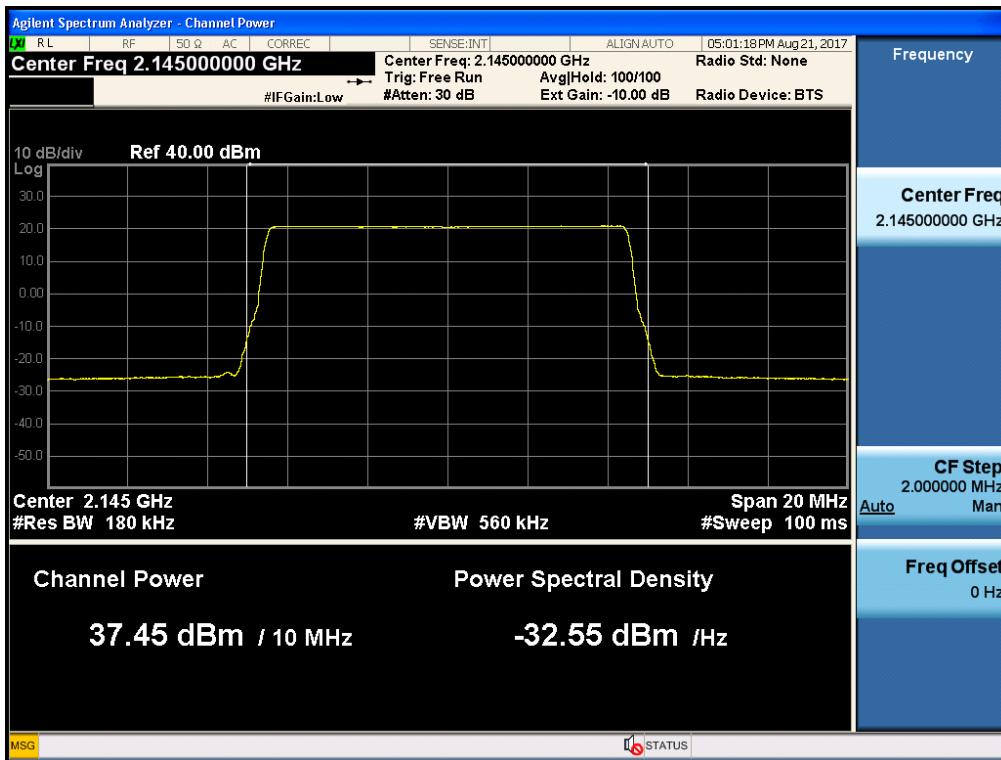 Agilent Spectrum Analyzer - Channel Power
LXI RL RF 50 Ω AC CORREC SENSE:INT ALIGN AUTO 05:01:18 PM Aug 21, 2017
Center Freq 2.145000000 GHz
Center Freq: 2.145000000 GHz Radio Std: None
Trig: Free Run Avg|Hold: 100/100
#IFGain:Low #Atten: 30 dB Ext Gain: -10.00 dB Radio Device: BTS
10 dB/div Ref 40.00 dBm
Log
30.0
20.0
10.0
0.00
-10.0
-20.0
-30.0
-40.0
-50.0
Center 2.145 GHz Span 20 MHz
#Res BW 180 kHz #VBW 560 kHz #Sweep 100 ms
Channel Power Power Spectral Density
37.45 dBm / 10 MHz -32.55 dBm /Hz
MSG STATUS
Frequency
Center Freq
2.145000000 GHz
CF Step
2.000000 MHz
Auto Man
Freq Offset
0 Hz